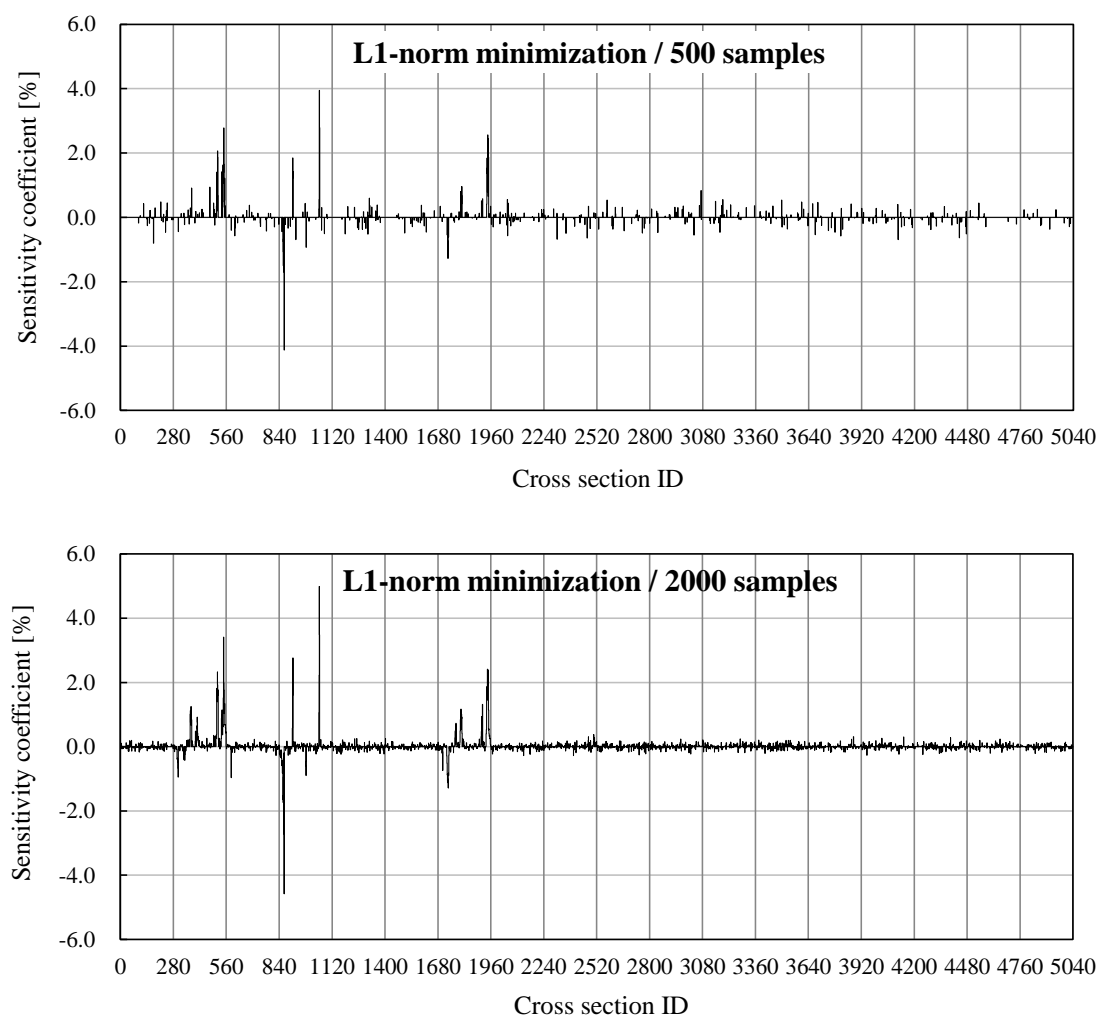 L1-norm minimization / 500 samples
Sensitivity coefficient [%]
6.0
4.0
2.0
0.0
-2.0
-4.0
-6.0
0 280 560 840 1120 1400 1680 1960 2240 2520 2800 3080 3360 3640 3920 4200 4480 4760 5040
Cross section ID
L1-norm minimization / 2000 samples
Sensitivity coefficient [%]
6.0
4.0
2.0
0.0
-2.0
-4.0
-6.0
0 280 560 840 1120 1400 1680 1960 2240 2520 2800 3080 3360 3640 3920 4200 4480 4760 5040
Cross section ID